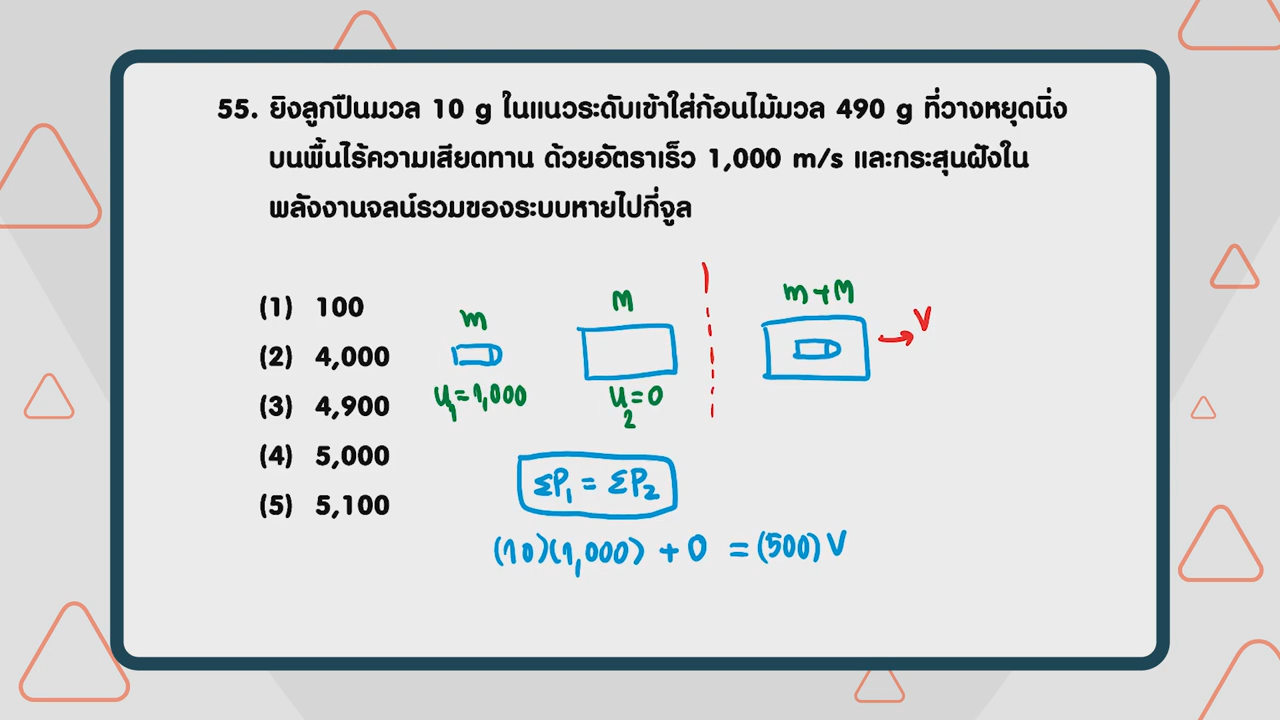 55. ยิงลูกปืนมวล 10 g ในแนวระดับเข้าใส่ก้อนไม้มวล 490 g ที่วางหยุดนิ่ง
บนพื้นไร้ความเสียดทาน ด้วยอัตราเร็ว 1,000 m/s และกระสุนฝังใน
พลังงานจลน์รวมของระบบหายไปกี่จูล
(1) 100
(2) 4,000
(3) 4,900
(4) 5,000
(5) 5,100
m
M
m+M
V
u₁=1,000
u₂=0
ΣP₁ = ΣP₂
(10)(1,000) + 0 = (500) V